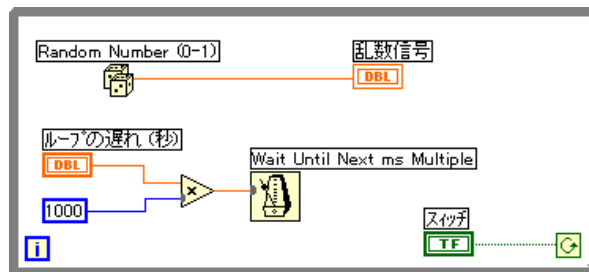 Random Number (0-1)
乱数信号
DBL
ループの遅れ (秒)
DBL
Wait Until Next ms Multiple
x
1000
スイッチ
TF
i